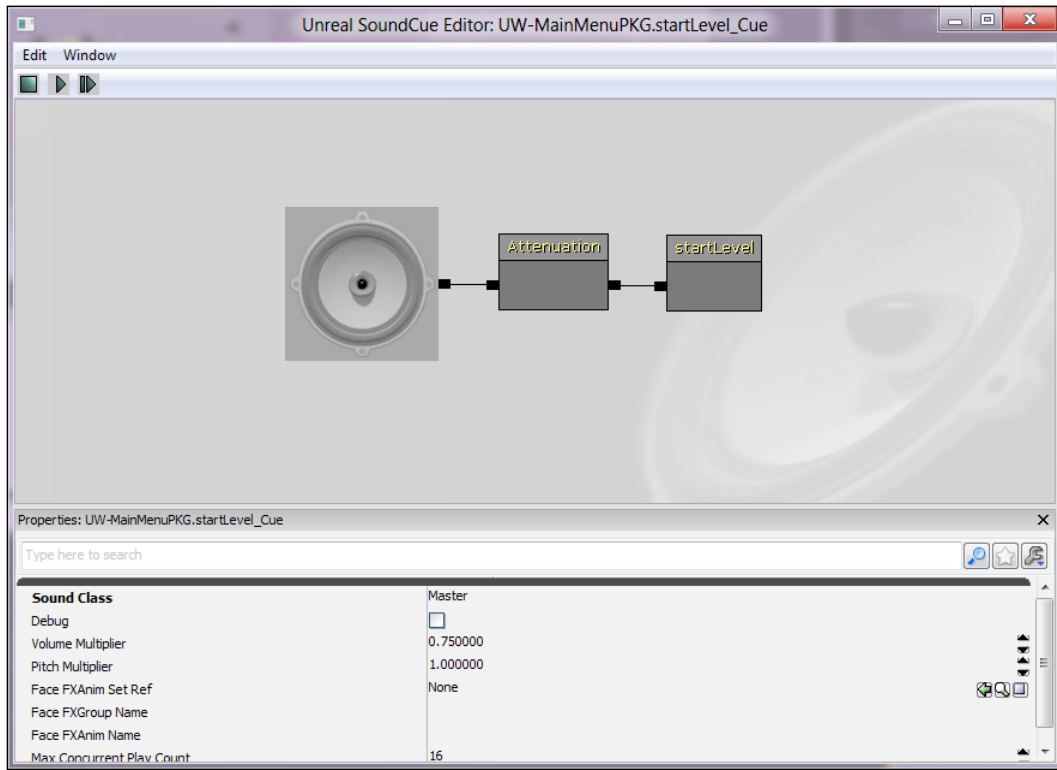 Unreal SoundCue Editor: UW-MainMenuPKG.startLevel_Cue
Edit Window
Attenuation
startLevel
Properties: UW-MainMenuPKG.startLevel_Cue
Type here to search
Sound Class Master
Debug
Volume Multiplier 0.750000
Pitch Multiplier 1.000000
Face FXAnim Set Ref None
Face FXGroup Name
Face FXAnim Name
Max Concurrent Play Count 16